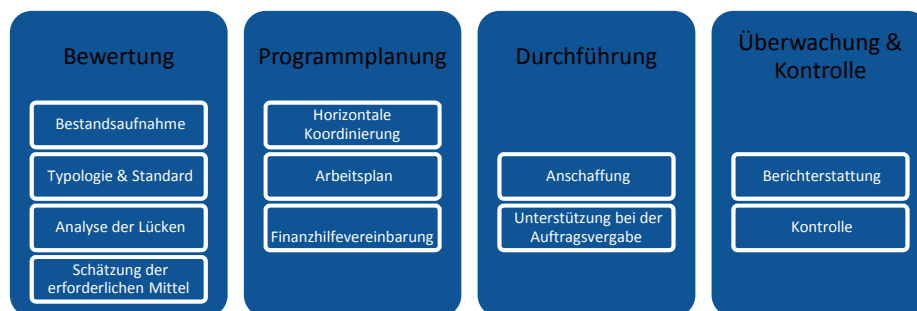 Bewertung
Bestandsaufnahme
Typologie & Standard
Analyse der Lücken
Schätzung der
erforderlichen Mittel
Programmplanung
Horizontale
Koordinierung
Arbeitsplan
Finanzhilfevereinbarung
Durchführung
Anschaffung
Unterstützung bei der
Auftragsvergabe
Überwachung &
Kontrolle
Berichterstattung
Kontrolle